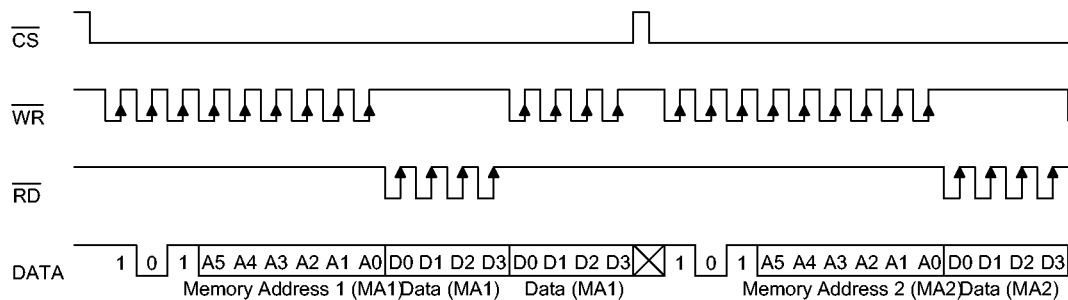 CS
WR
RD
DATA 1 0 1 A5 A4 A3 A2 A1 A0 D0 D1 D2 D3 D0 D1 D2 D3 1 0 1 A5 A4 A3 A2 A1 A0 D0 D1 D2 D3
Memory Address 1 (MA1) Data (MA1) Data (MA1) Memory Address 2 (MA2) Data (MA2)